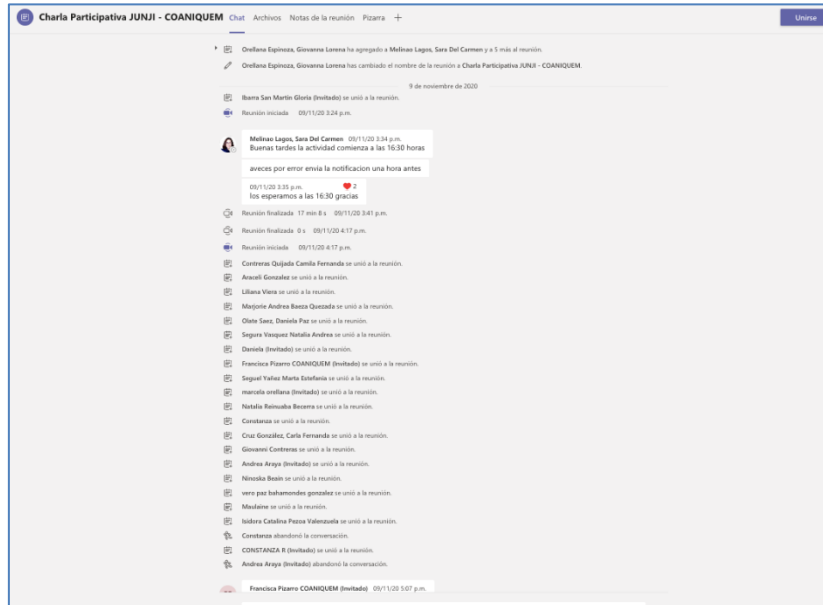 Charla Participativa JUNJI - COANIQUEM Chat Archivos Notas de la reunión Pizarra + Unirse
Orellana Espinoza, Giovanna Lorena ha agregado a Melinao Lagos, Sara Del Carmen y a 5 más al reunión.
Orellana Espinoza, Giovanna Lorena has cambiado el nombre de la reunión a Charla Participativa JUNJI - COANIQUEM.
9 de noviembre de 2020
Ibarra San Martin Gloria (Invitado) se unió a la reunión.
Reunión iniciada 09/11/20 3:24 p.m.
Melinao Lagos, Sara Del Carmen 09/11/20 3:34 p.m.
Buenas tardes la actividad comienza a las 16:30 horas
aveces por error envia la notificacion una hora antes
09/11/20 3:35 p.m. 2
los esperamos a las 16:30 gracias
Reunión finalizada 17 min 8 s 09/11/20 3:41 p.m.
Reunión finalizada 0 s 09/11/20 4:17 p.m.
Reunión iniciada 09/11/20 4:17 p.m.
Contreras Quijada Camila Fernanda se unió a la reunión.
Araceli Gonzalez se unió a la reunión.
Liliana Viera se unió a la reunión.
Marjorie Andrea Baeza Quezada se unió a la reunión.
Olate Saez, Daniela Paz se unió a la reunión.
Segura Vasquez Natalia Andrea se unió a la reunión.
Daniela (Invitado) se unió a la reunión.
Francisca Pizarro COANIQUEM (Invitado) se unió a la reunión.
Seguel Yañez Marta Estefania se unió a la reunión.
marcela orellana (Invitado) se unió a la reunión.
Natalia Reinuaba Becerra se unió a la reunión.
Constanza se unió a la reunión.
Cruz González, Carla Fernanda se unió a la reunión.
Giovanni Contreras se unió a la reunión.
Andrea Araya (Invitado) se unió a la reunión.
Ninoska Beain se unió a la reunión.
vero paz bahamondes gonzalez se unió a la reunión.
Maulaine se unió a la reunión.
Isidora Catalina Pezoa Valenzuela se unió a la reunión.
Constanza abandonó la conversación.
CONSTANZA R (Invitado) se unió a la reunión.
Andrea Araya (Invitado) abandonó la conversación.
Francisca Pizarro COANIQUEM (Invitado) 09/11/20 5:07 p.m.